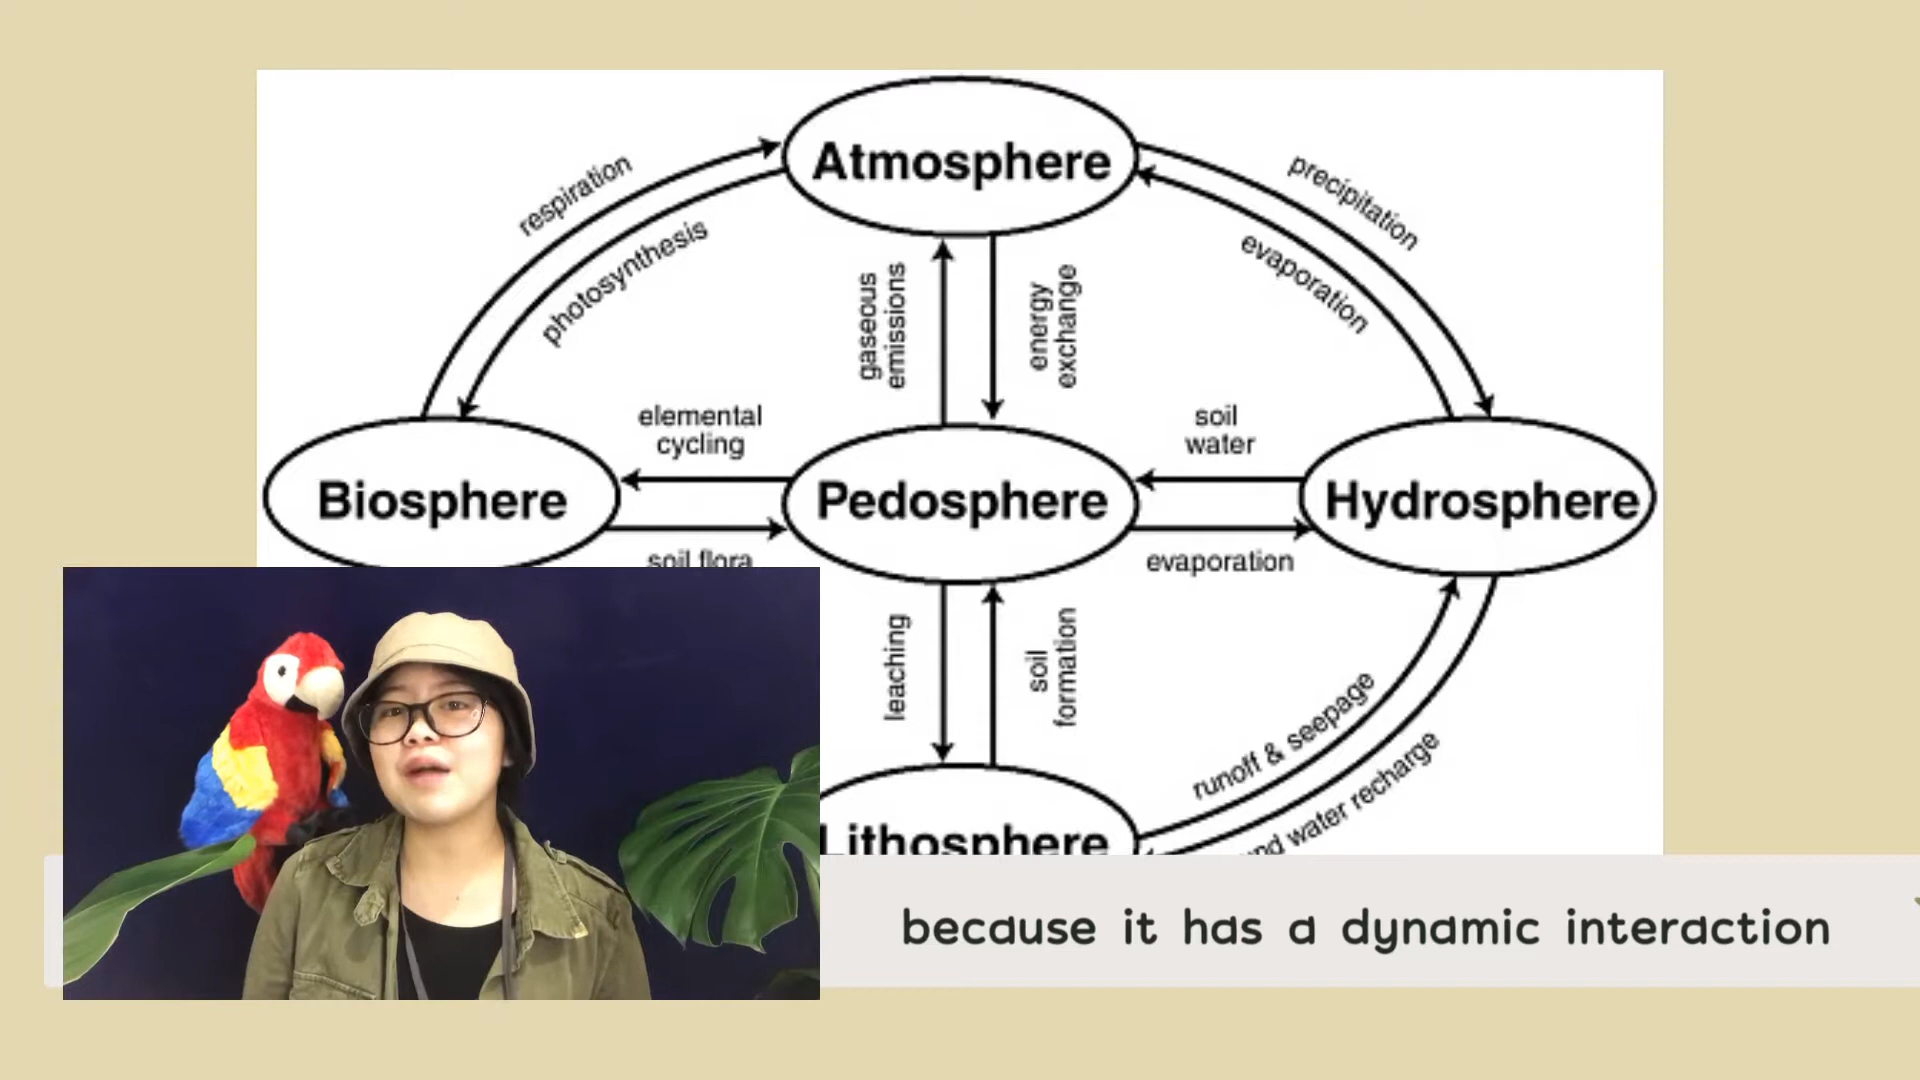 Atmosphere
respiration
precipitation
photosynthesis
evaporation
gaseous
emissions
energy
exchange
elemental
cycling
soil
water
Biosphere
Pedosphere
Hydrosphere
soil flora
evaporation
leaching
soil
formation
runoff & seepage
water recharge
Lithosphere
because it has a dynamic interaction